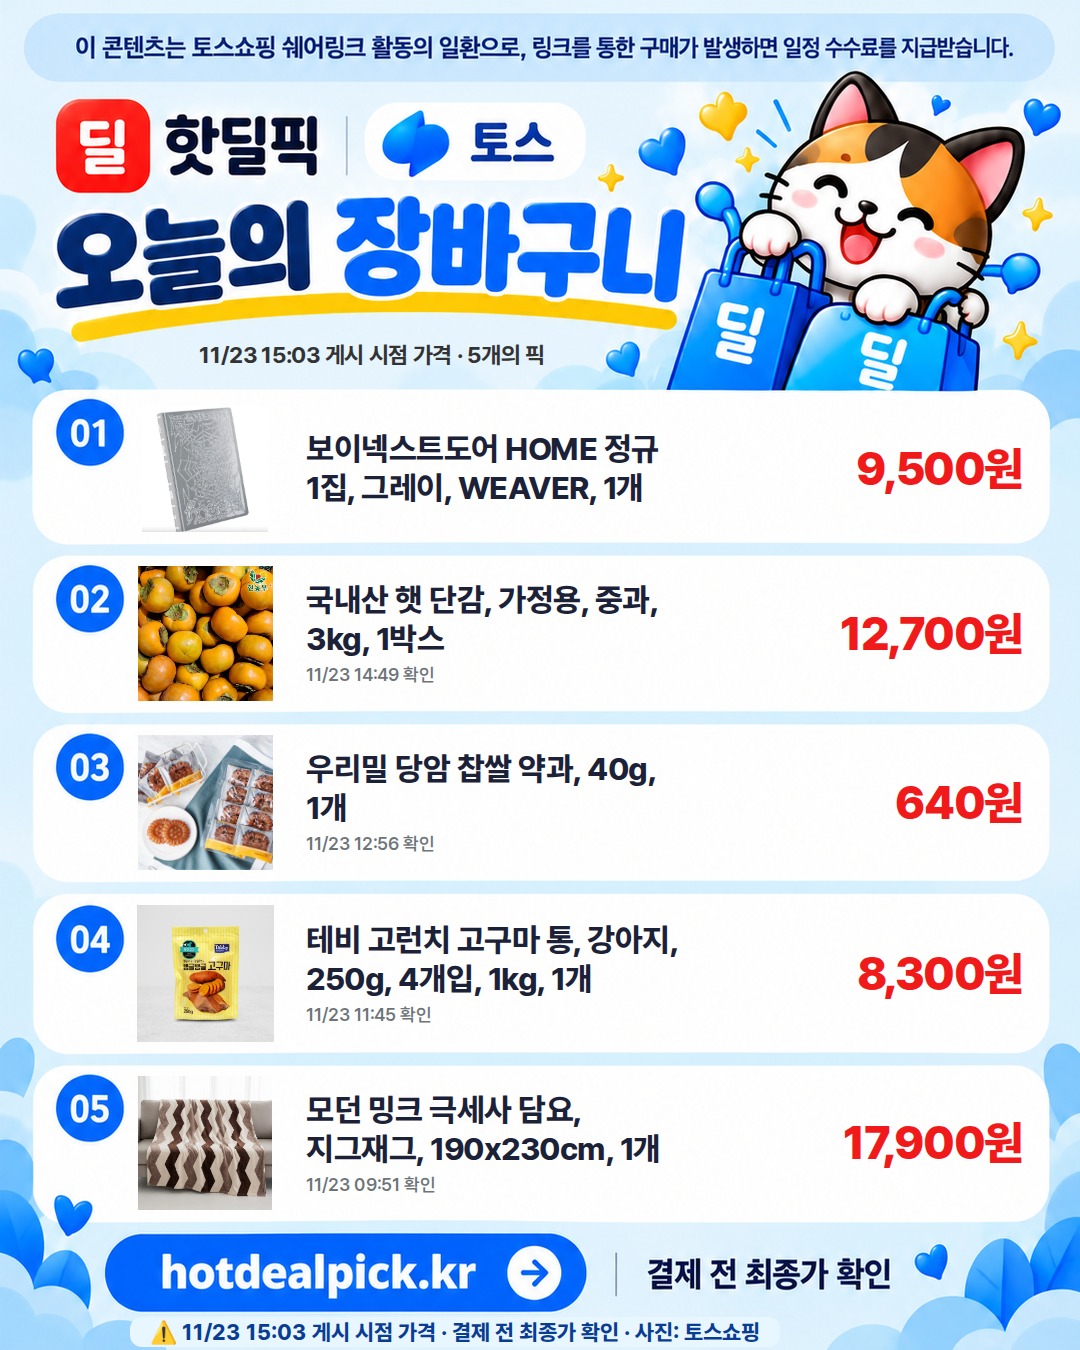 이 콘텐츠는 토스쇼핑 쉐어링크 활동의 일환으로, 링크를 통한 구매가 발생하면 일정 수수료를 지급받습니다.
딜 핫딜픽 토스
오늘의 장바구니
딜
딜
11/23 15:03 게시 시점 가격 · 5개의 픽
01
보이넥스트도어 HOME 정규
1집, 그레이, WEAVER, 1개
9,500원
02
국내산 햇 단감, 가정용, 중과,
3kg, 1박스
11/23 14:49 확인
12,700원
03
우리밀 당암 찹쌀 약과, 40g,
1개
11/23 12:56 확인
640원
04
고구마
테비 고런치 고구마 통, 강아지,
250g, 4개입, 1kg, 1개
11/23 11:45 확인
8,300원
05
모던 밍크 극세사 담요,
지그재그, 190x230cm, 1개
11/23 09:51 확인
17,900원
hotdealpick.kr
결제 전 최종가 확인
11/23 15:03 게시 시점 가격 · 결제 전 최종가 확인 · 사진: 토스쇼핑